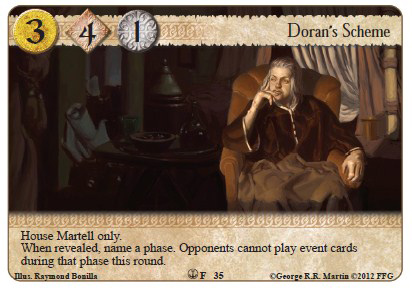 3 4 1 Doran's Scheme
House Martell only.
When revealed, name a phase. Opponents cannot play event cards
during that phase this round.
Illus. Raymond Bonilla F 35 ©George R.R. Martin ©2012 FFG